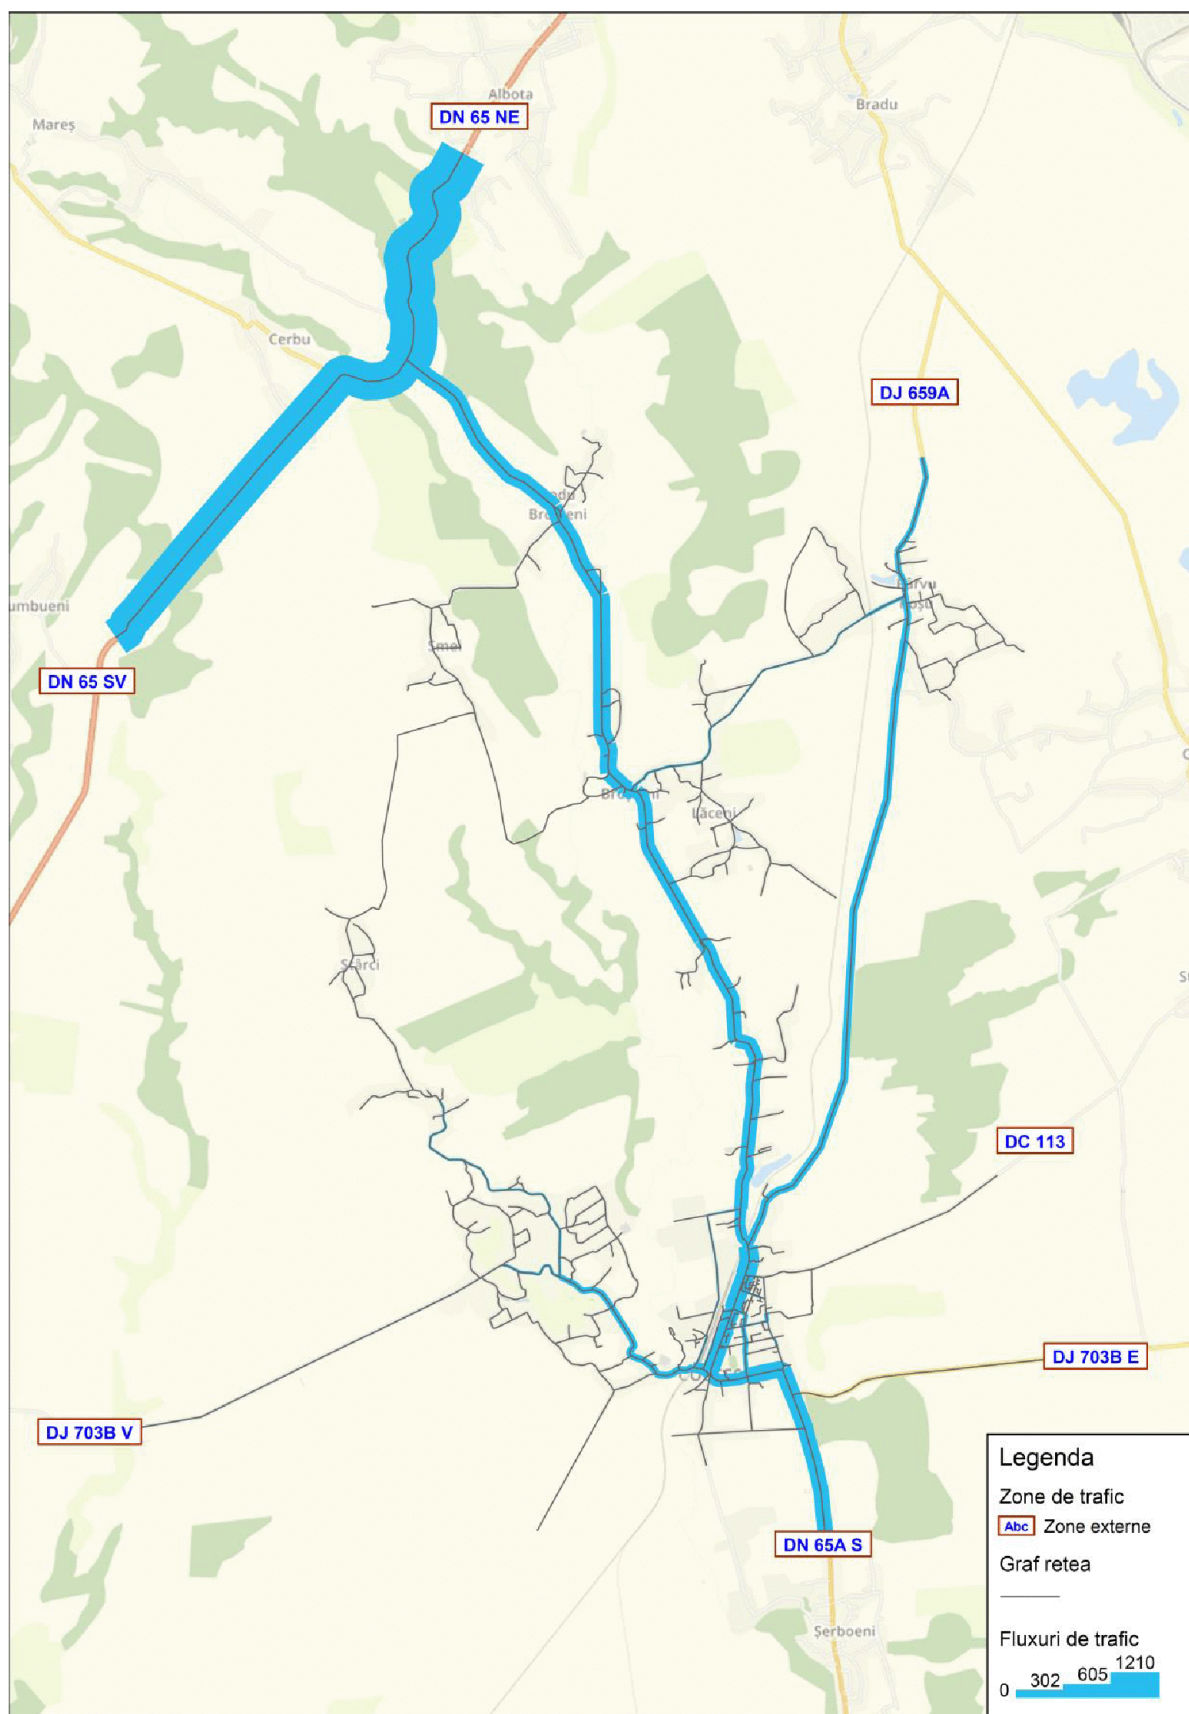 Albota
DN 65 NE
Bradu
Mareș
Cerbu
DJ 659A
DN 65 SV
Lăceni
DC 113
DJ 703B E
DJ 703B V
DN 65A S
Șerboeni
Legenda
Zone de trafic
Abc Zone externe
Graf retea
Fluxuri de trafic
0 302 605 1210